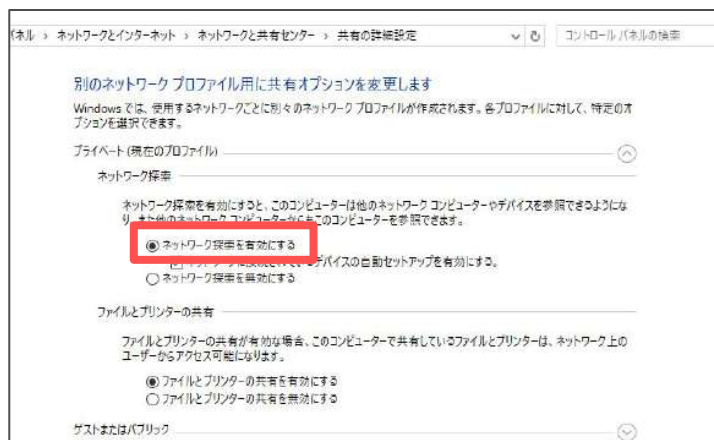 パネル › ネットワークとインターネット › ネットワークと共有センター › 共有の詳細設定
コントロール パネルの検索
別のネットワーク プロファイル用に共有オプションを変更します
Windows では、使用するネットワークごとに別々のネットワーク プロファイルが作成されます。各プロファイルに対して、特定のオ
プションを選択できます。
プライベート (現在のプロファイル)
ネットワーク探索
ネットワーク探索を有効にすると、このコンピューターは他のネットワーク コンピューターやデバイスを参照できるようにな
り、また他のネットワーク コンピューターからもこのコンピューターを参照できます。
ネットワーク探索を有効にする
デバイスの自動セットアップを有効にする。
ネットワーク探索を無効にする
ファイルとプリンターの共有
ファイルとプリンターの共有が有効な場合、このコンピューターで共有しているファイルとプリンターは、ネットワーク上の
ユーザーからアクセス可能になります。
ファイルとプリンターの共有を有効にする
ファイルとプリンターの共有を無効にする
ゲストまたはパブリック